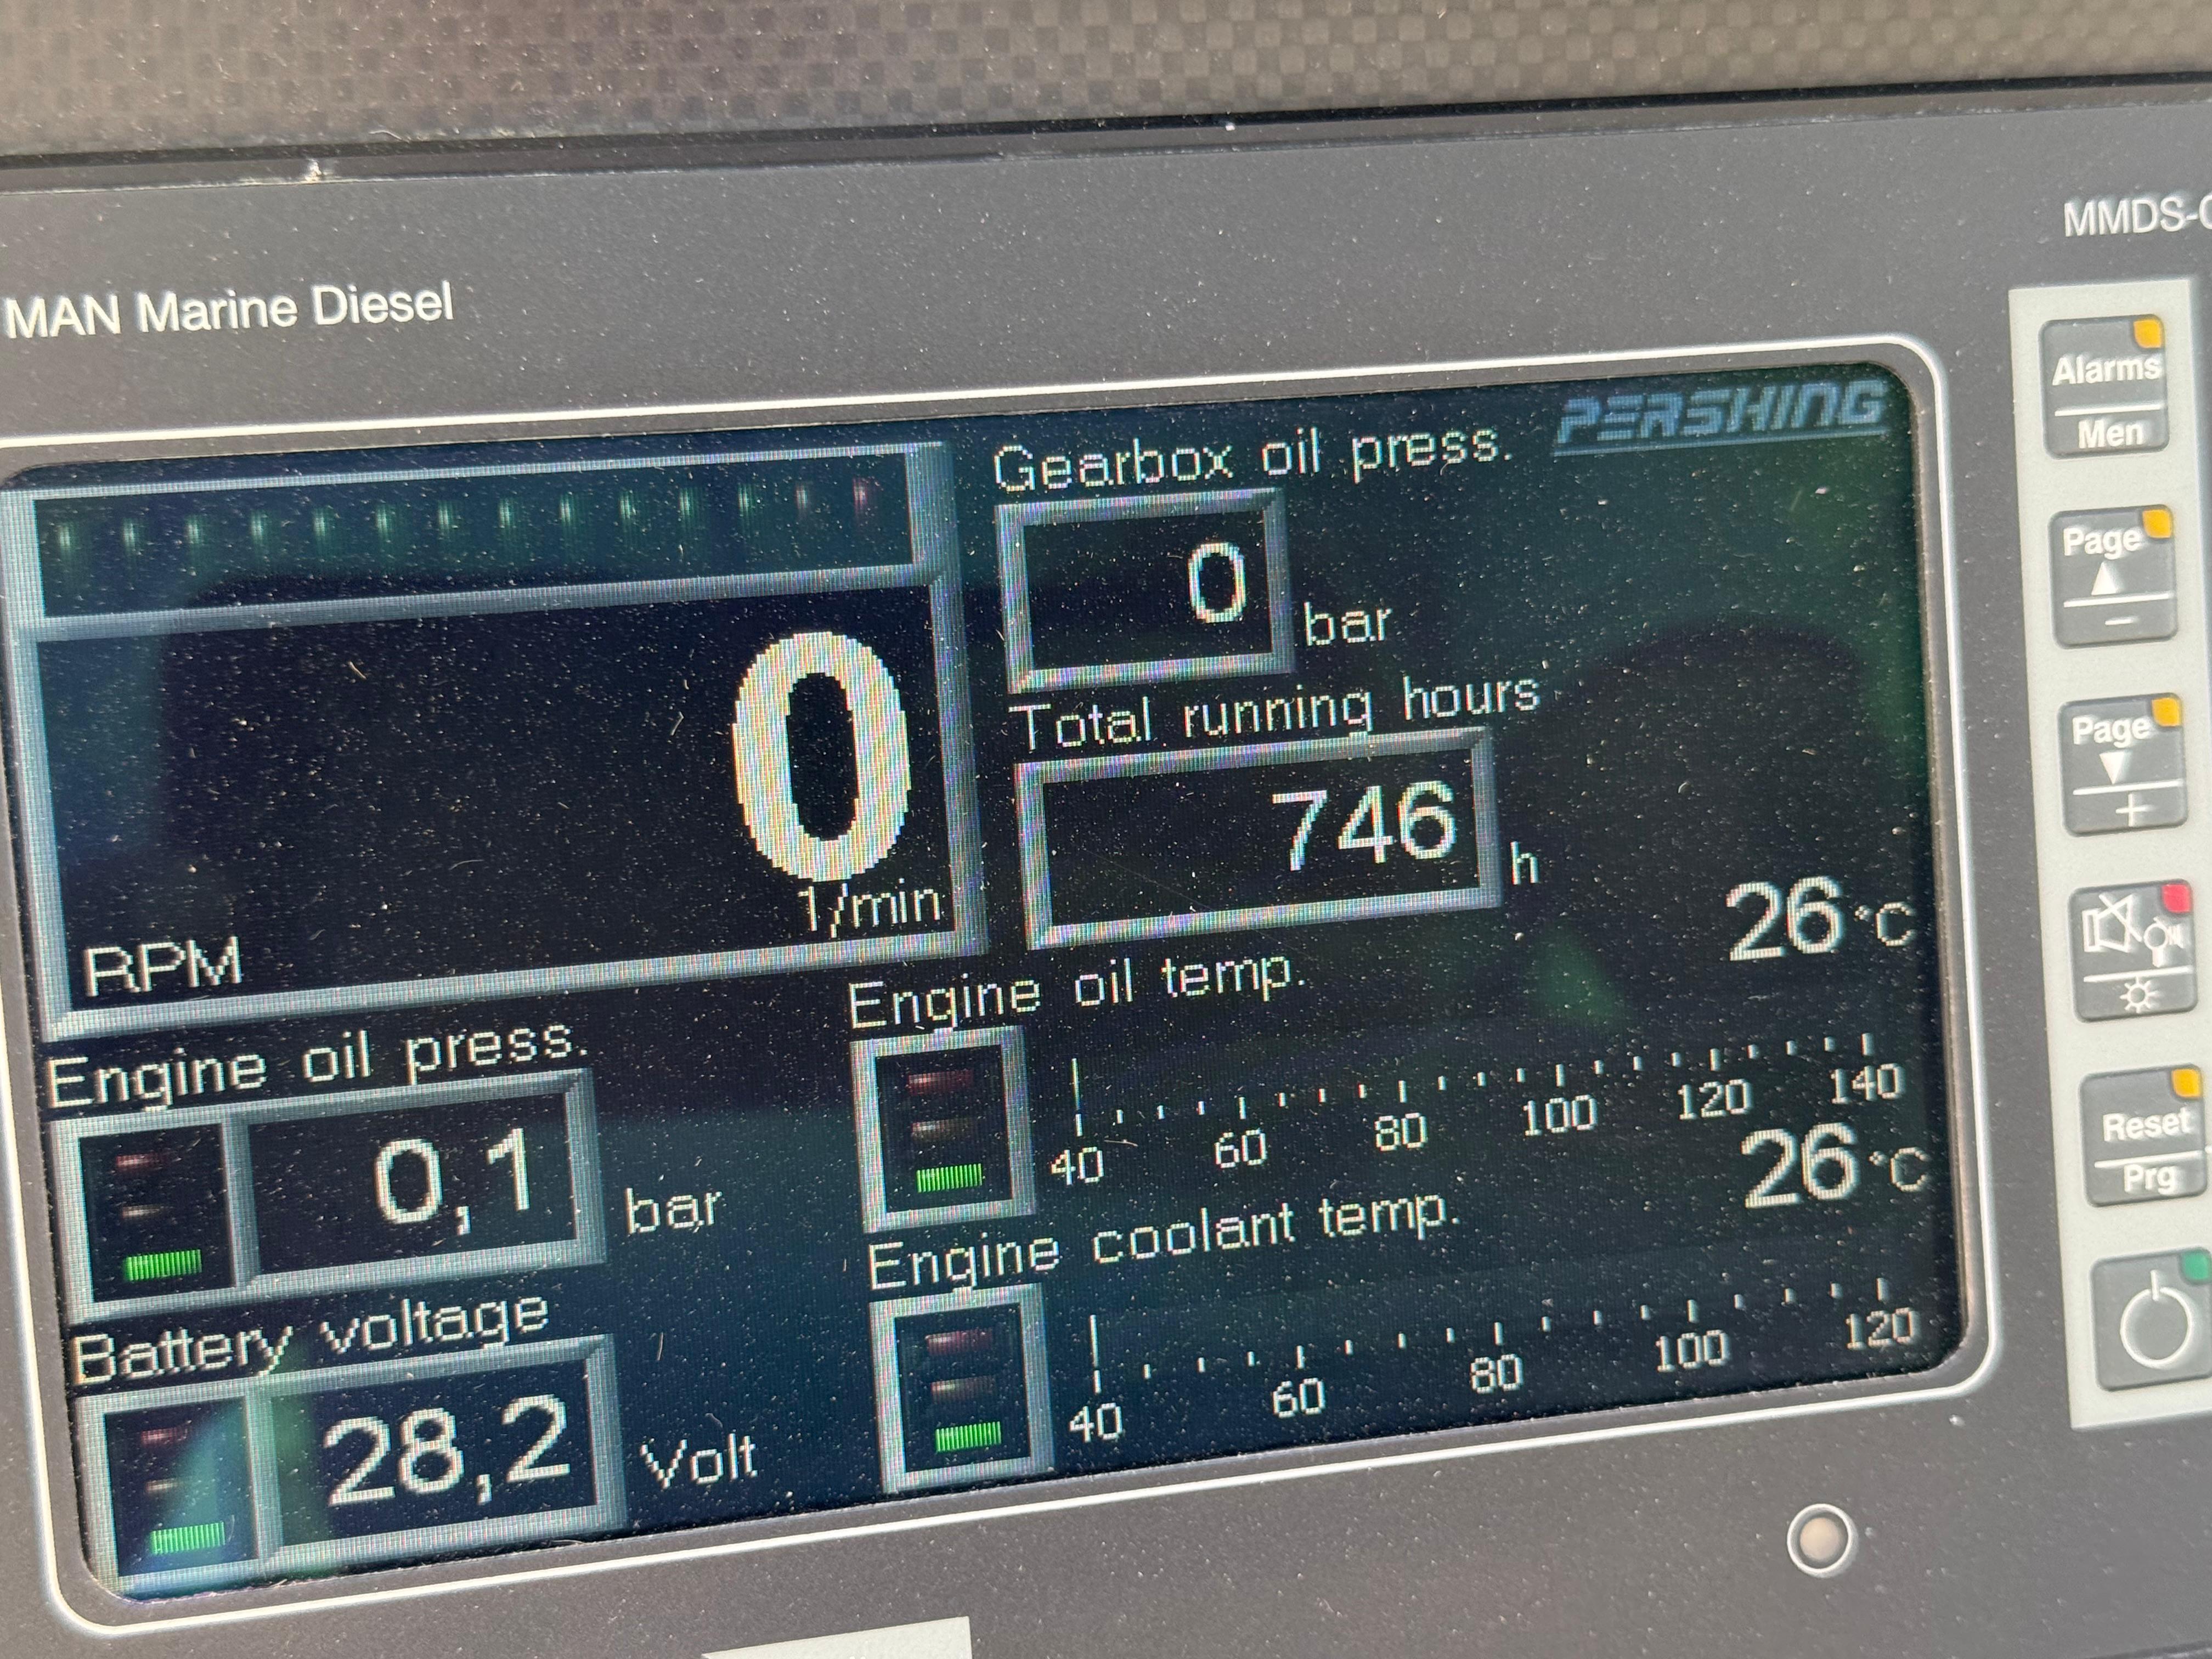 MMDS-C
MAN Marine Diesel
PERSHING
Gearbox oil press.
0 bar
0
1/min
RPM
Total running hours
746 h
Engine oil press.
0,1 bar
Battery voltage
28,2 Volt
26 °C
Engine oil temp.
40 60 80 100 120 140
26 °C
Engine coolant temp.
40 60 80 100 120
Alarms
Men
Page
−
Page
+
Reset
Prg